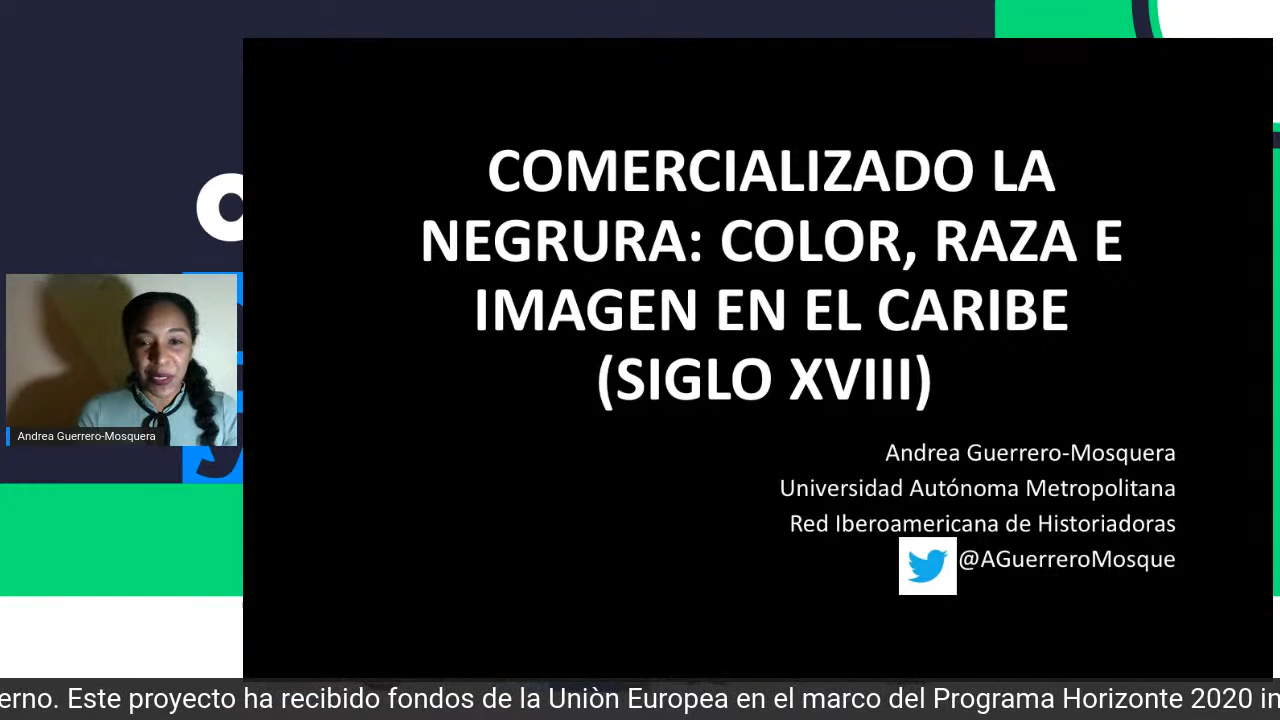 COMERCIALIZADO LA
NEGRURA: COLOR, RAZA E
IMAGEN EN EL CARIBE
(SIGLO XVIII)
Andrea Guerrero-Mosquera
Universidad Autónoma Metropolitana
Red Iberoamericana de Historiadoras
@AGuerreroMosque
Andrea Guerrero-Mosquera
erno. Este proyecto ha recibido fondos de la Uniòn Europea en el marco del Programa Horizonte 2020 in